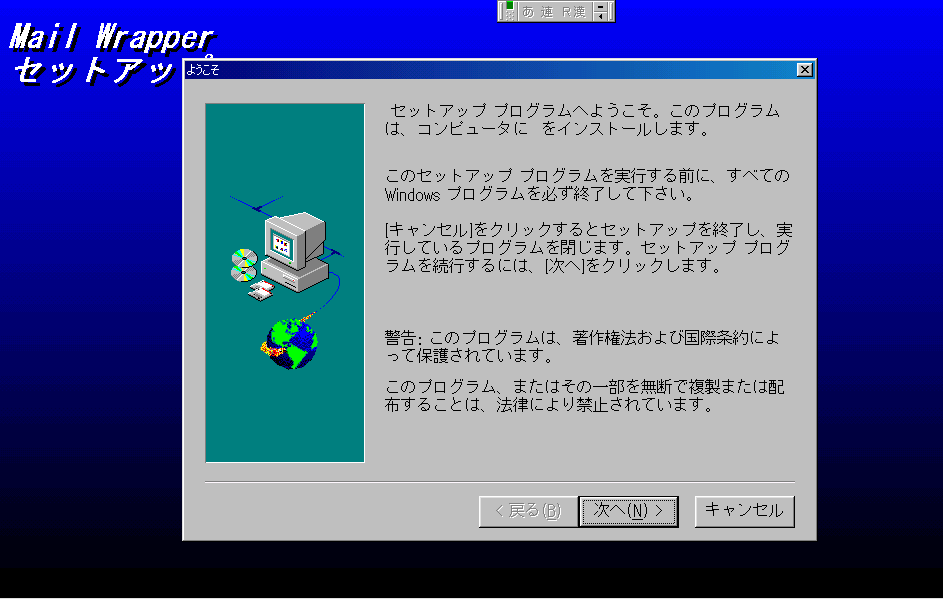 あ 連 R漢
Mail Wrapper
セットアップ
ようこそ
セットアップ プログラムへようこそ。このプログラム
は、コンピュータに を インストールします。
このセットアップ プログラムを実行する前に、すべての
Windows プログラムを必ず終了して下さい。
[キャンセル]をクリックするとセットアップを終了し、実
行しているプログラムを閉じます。セットアップ プログ
ラムを続行するには、[次へ]をクリックします。
警告: このプログラムは、著作権法および国際条約によ
って保護されています。
このプログラム、またはその一部を無断で複製または配
布することは、法律により禁止されています。
< 戻る(B)
次へ(N) >
キャンセル